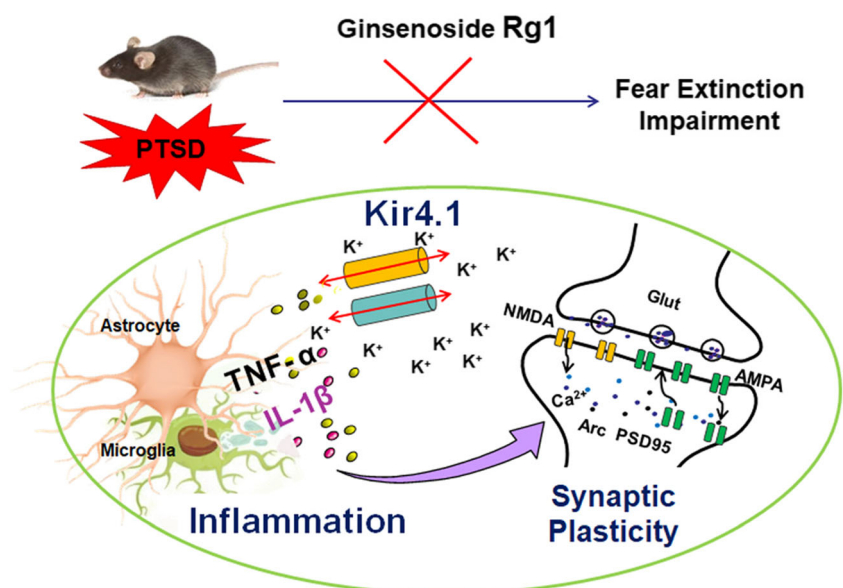 Ginsenoside Rg1
PTSD
Fear Extinction
Impairment
Kir4.1
K⁺
K⁺
K⁺
K⁺
Astrocyte
K⁺
TNF-α
K⁺
K⁺
K⁺
K⁺
K⁺
IL-1β
Microglia
Inflammation
Glut
NMDA
AMPA
Ca²⁺
Arc PSD95
Synaptic
Plasticity